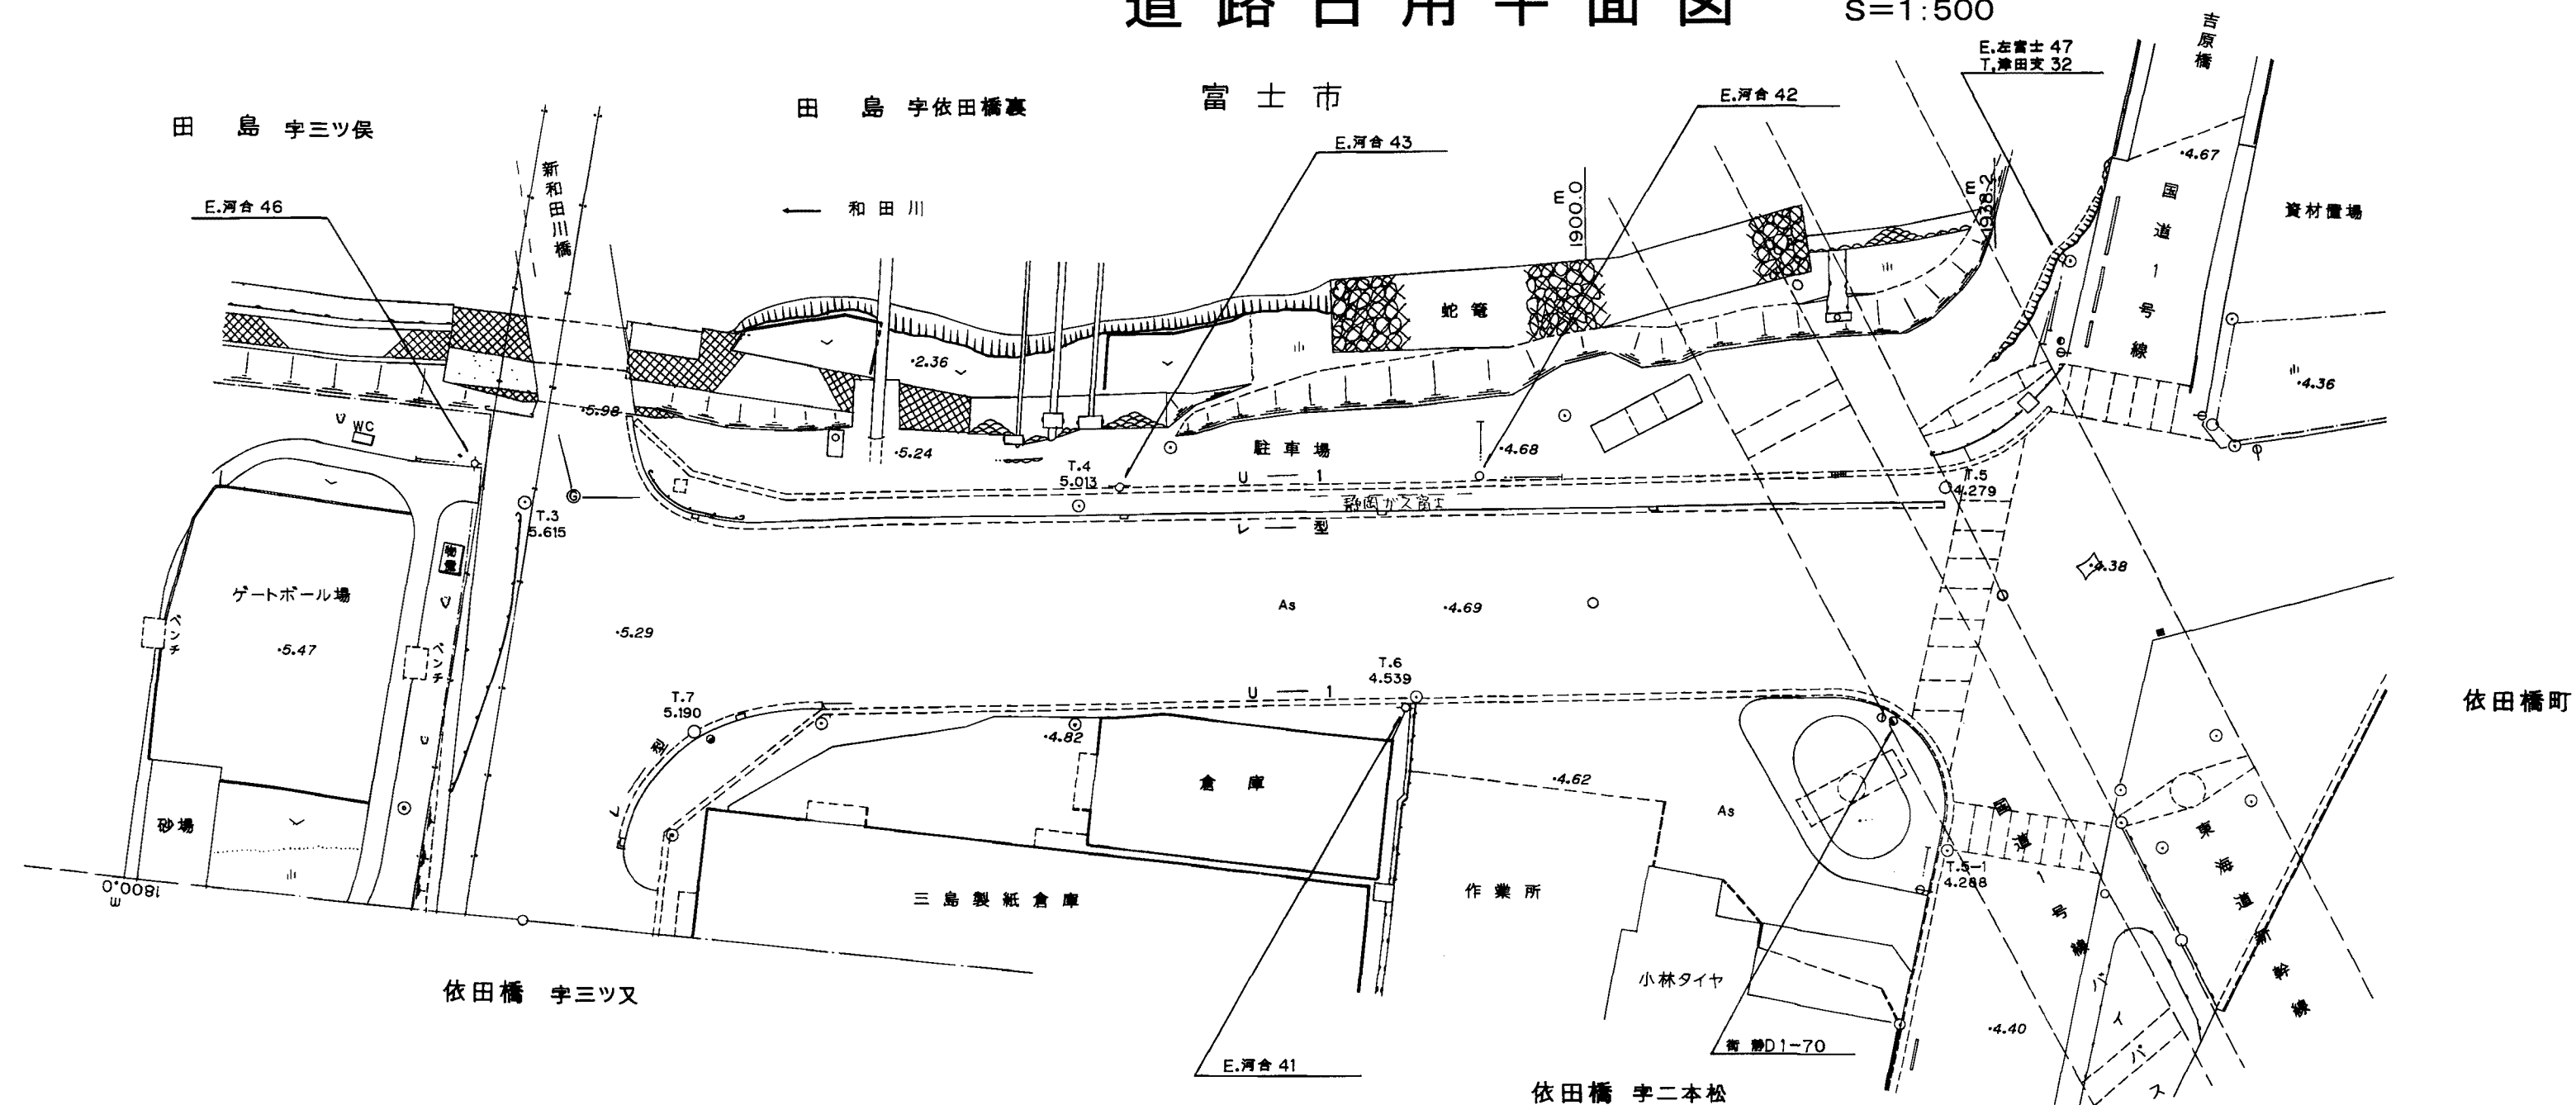 道路台用平面図 S=1:500
吉原橋
E.左富士 47
T.津田支 32
富士市
E.河合 42
田島 字依田橋裏
田島 字三ツ俣
E.河合 43
新和田川橋
·4.67
E.河合 46
← 和田川
1900.0 m
1938.2 m
国道1号線
資材置場
蛇篭
·2.36
·4.36
·5.98
WC
·5.24
駐車場
·4.68
T.4
5.013
U — 1
T.5
4.279
静岡ガス富士
G
T.3
5.615
レ — 型
物置
·4.38
ゲートボール場
As
·4.69
ベンチ
·5.29
·5.47
ベンチ
T.6
4.539
T.7
5.190
U — 1
依田橋町
·4.82
レ — 型
倉庫
·4.62
砂場
As
国道1号線
東海道新幹線
T.5-1
4.288
1800.0 m
三島製紙倉庫
作業所
依田橋 字三ツ又
小林タイヤ
バイパス
·4.40
街 静D1-70
E.河合 41
依田橋 字二本松